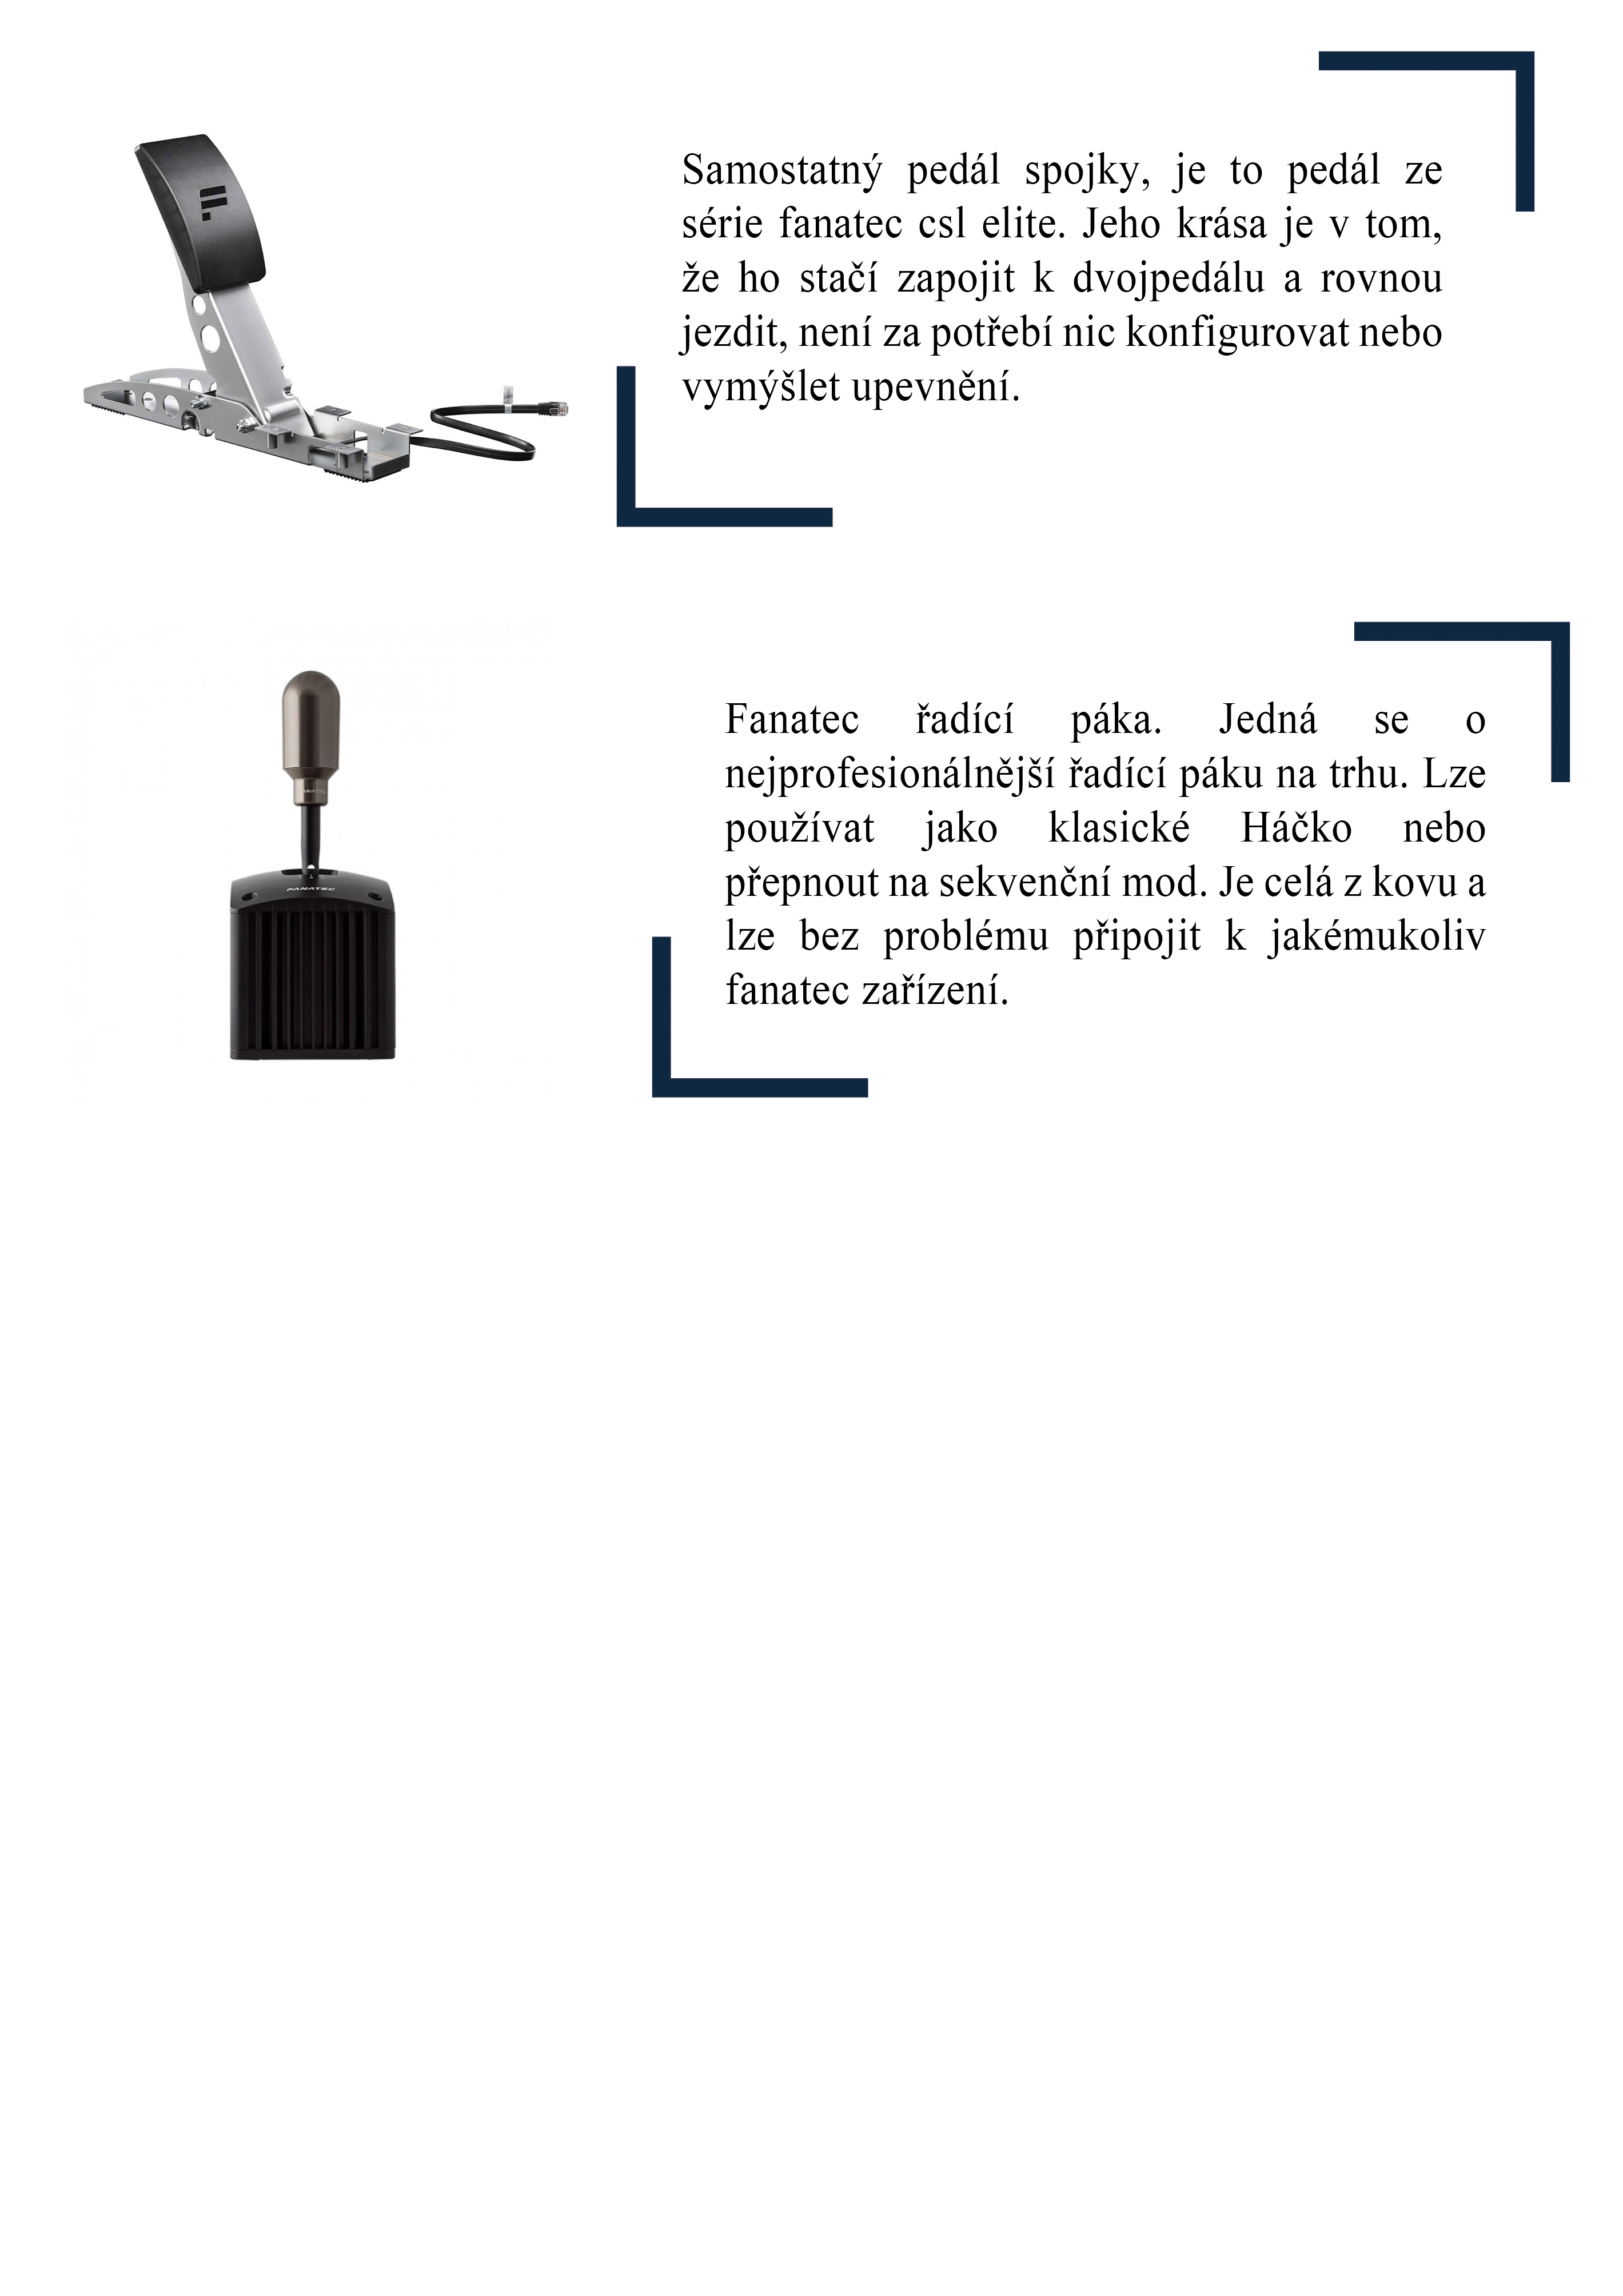 Samostatný pedál spojky, je to pedál ze
série fanatec csl elite. Jeho krása je v tom,
že ho stačí zapojit k dvojpedálu a rovnou
jezdit, není za potřebí nic konfigurovat nebo
vymýšlet upevnění.
FANATEC
FANATEC
Fanatec řadící páka. Jedná se o
nejprofesionálnější řadící páku na trhu. Lze
používat jako klasické Háčko nebo
přepnout na sekvenční mod. Je celá z kovu a
lze bez problému připojit k jakémukoliv
fanatec zařízení.